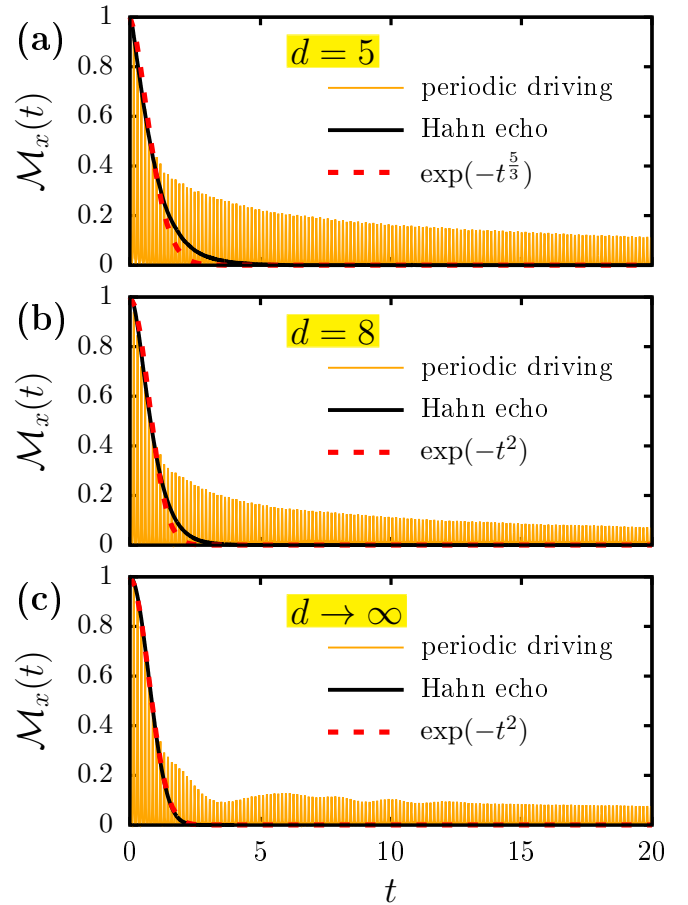 (a)
d = 5
periodic driving
Hahn echo
exp(−t^{5/3})
ℳ_x(t)
1
0.8
0.6
0.4
0.2
0
(b)
d = 8
periodic driving
Hahn echo
exp(−t²)
ℳ_x(t)
1
0.8
0.6
0.4
0.2
0
(c)
d → ∞
periodic driving
Hahn echo
exp(−t²)
ℳ_x(t)
1
0.8
0.6
0.4
0.2
0
0 5 10 15 20
t